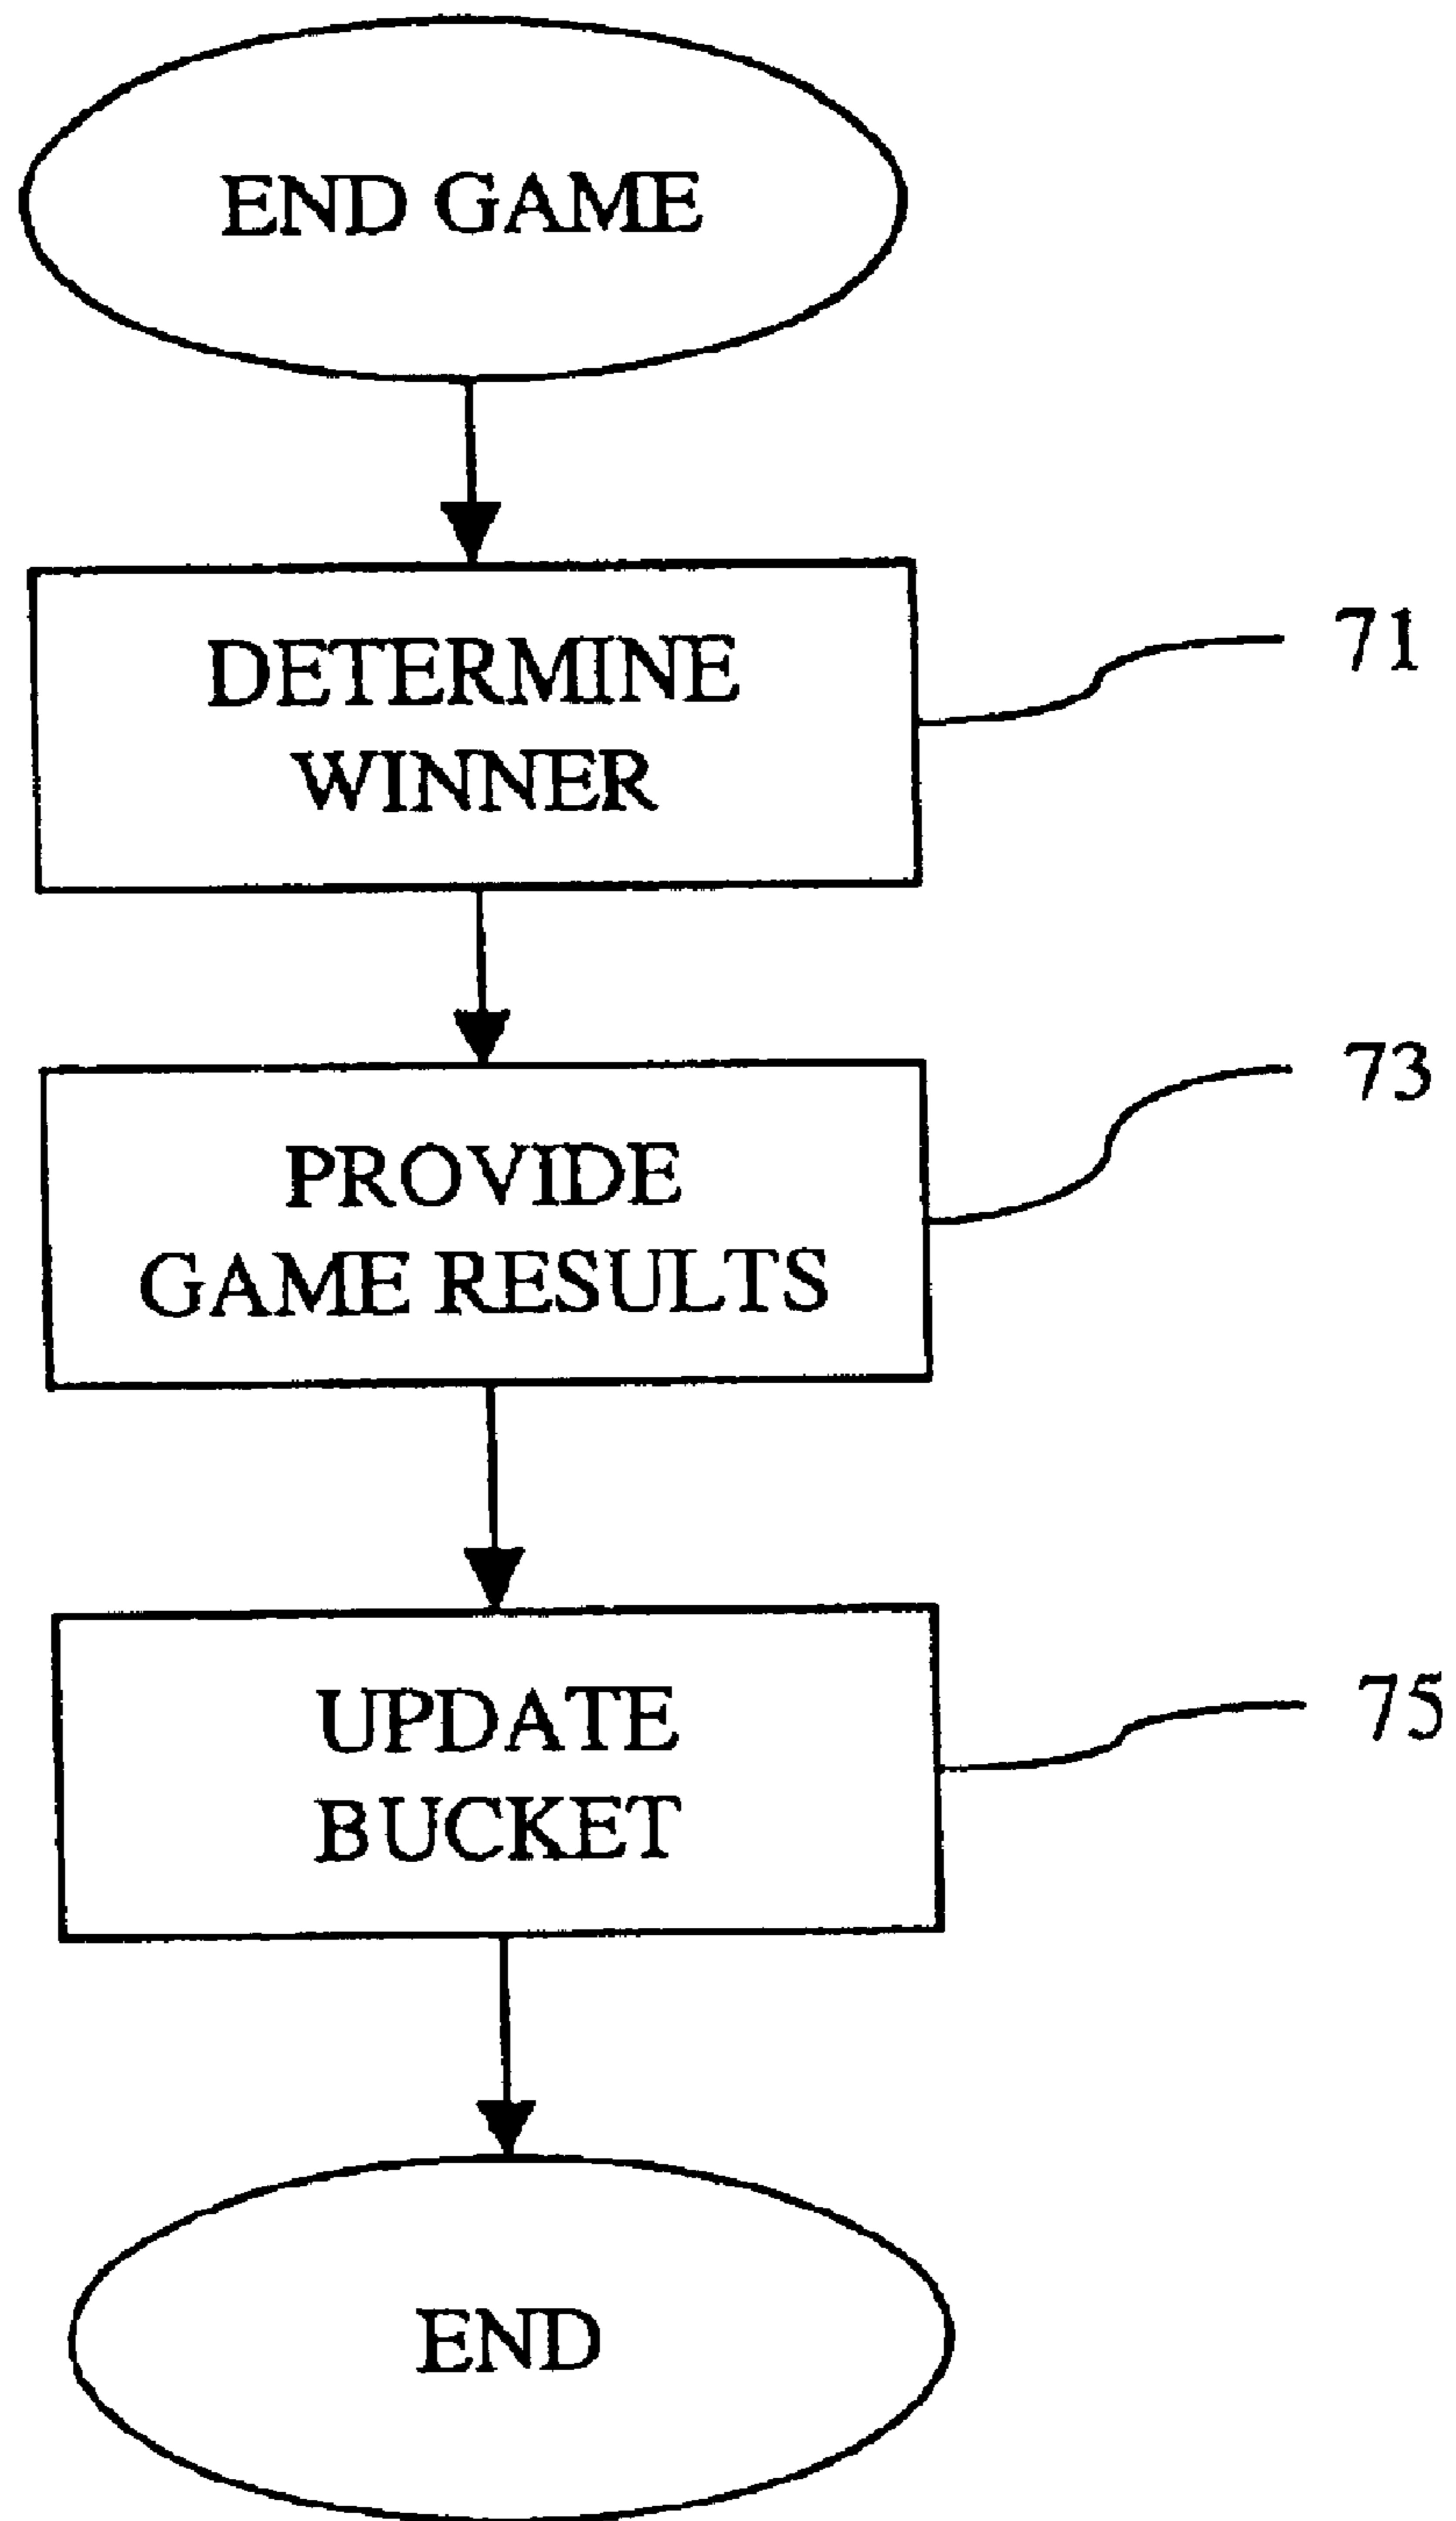 END GAME
DETERMINE
WINNER
71
PROVIDE
GAME RESULTS
73
UPDATE
BUCKET
75
END